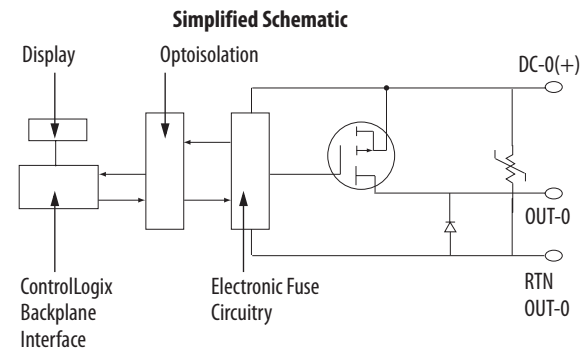 Simplified Schematic
Display
Optoisolation
DC-0(+)
OUT-0
RTN
OUT-0
ControlLogix
Backplane
Interface
Electronic Fuse
Circuitry